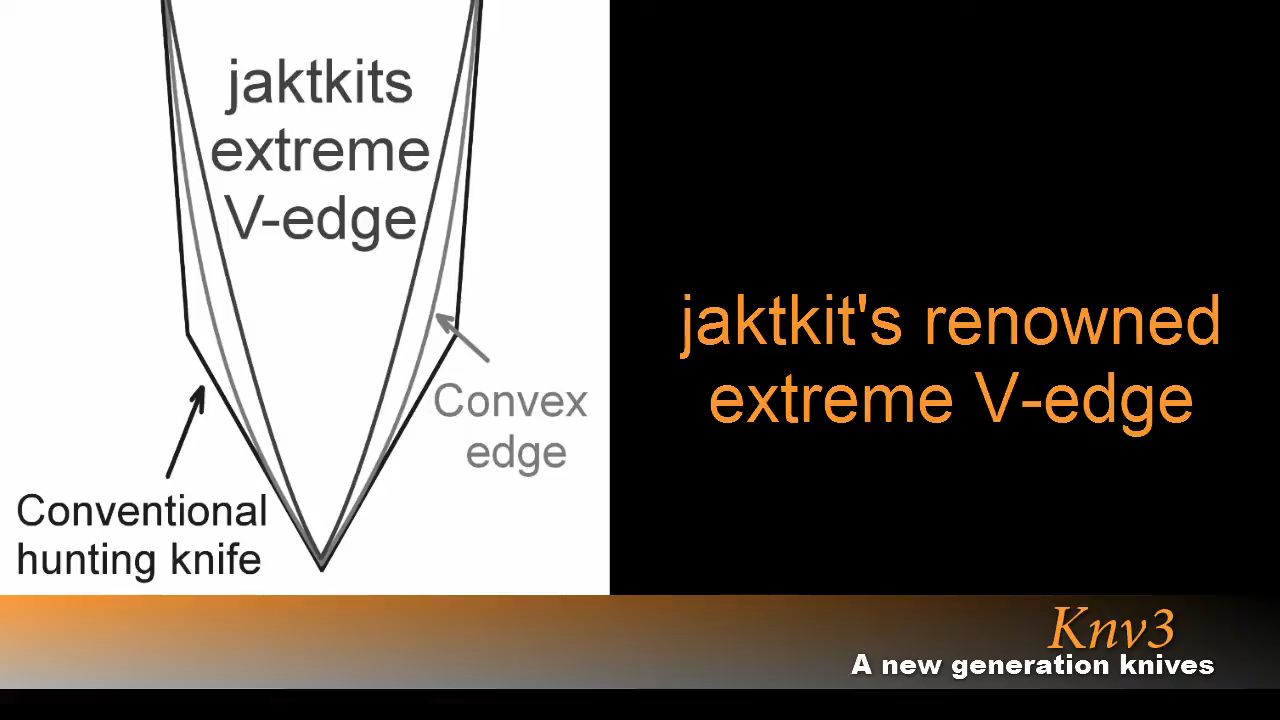 jaktkits
extreme
V-edge
Convex
edge
Conventional
hunting knife
jaktkit's renowned
extreme V-edge
Knv3
A new generation knives